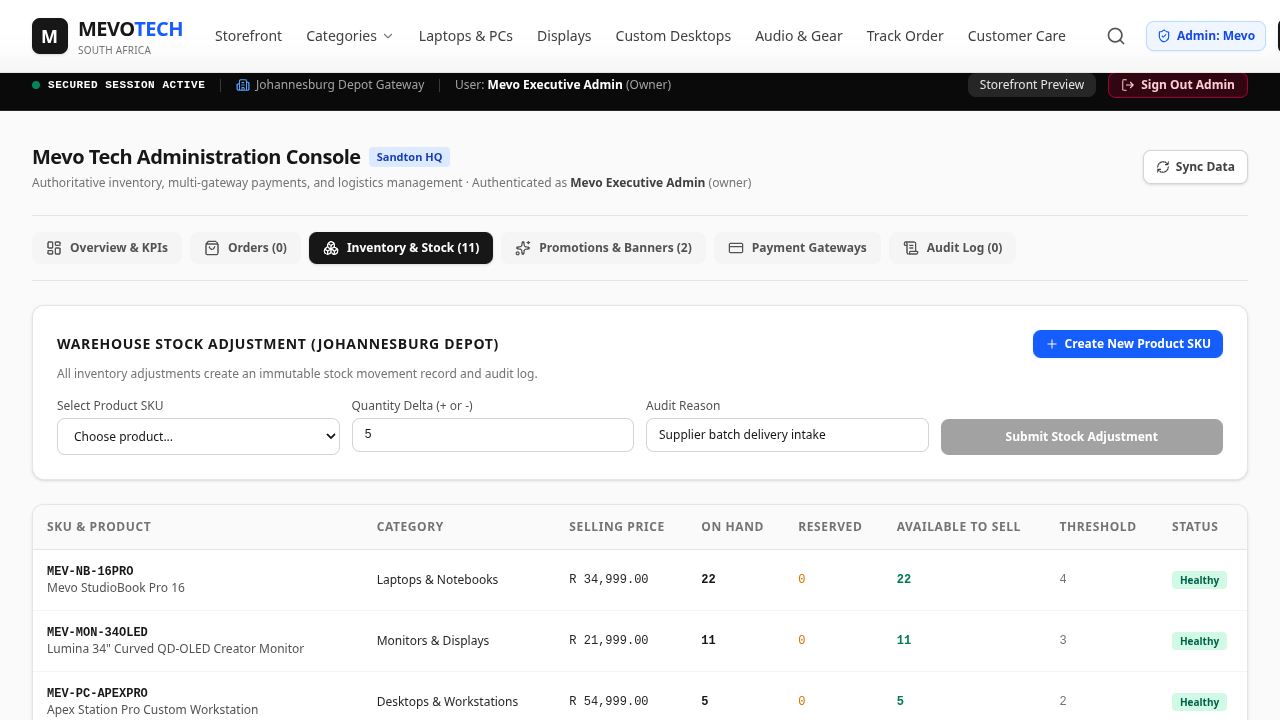 M MEVOTECH
SOUTH AFRICA
Storefront Categories Laptops & PCs Displays Custom Desktops Audio & Gear Track Order Customer Care Admin: Mevo
SECURED SESSION ACTIVE Johannesburg Depot Gateway User: Mevo Executive Admin (Owner) Storefront Preview Sign Out Admin
Mevo Tech Administration Console Sandton HQ
Authoritative inventory, multi-gateway payments, and logistics management · Authenticated as Mevo Executive Admin (owner)
Sync Data
Overview & KPIs Orders (0) Inventory & Stock (11) Promotions & Banners (2) Payment Gateways Audit Log (0)
WAREHOUSE STOCK ADJUSTMENT (JOHANNESBURG DEPOT)
Create New Product SKU
All inventory adjustments create an immutable stock movement record and audit log.
Select Product SKU Quantity Delta (+ or -) Audit Reason
Choose product... 5 Supplier batch delivery intake Submit Stock Adjustment
SKU & PRODUCT CATEGORY SELLING PRICE ON HAND RESERVED AVAILABLE TO SELL THRESHOLD STATUS
MEV-NB-16PRO
Mevo StudioBook Pro 16
Laptops & Notebooks R 34,999.00 22 0 22 4 Healthy
MEV-MON-34OLED
Lumina 34" Curved QD-OLED Creator Monitor
Monitors & Displays R 21,999.00 11 0 11 3 Healthy
MEV-PC-APEXPRO
Apex Station Pro Custom Workstation
Desktops & Workstations R 54,999.00 5 0 5 2 Healthy